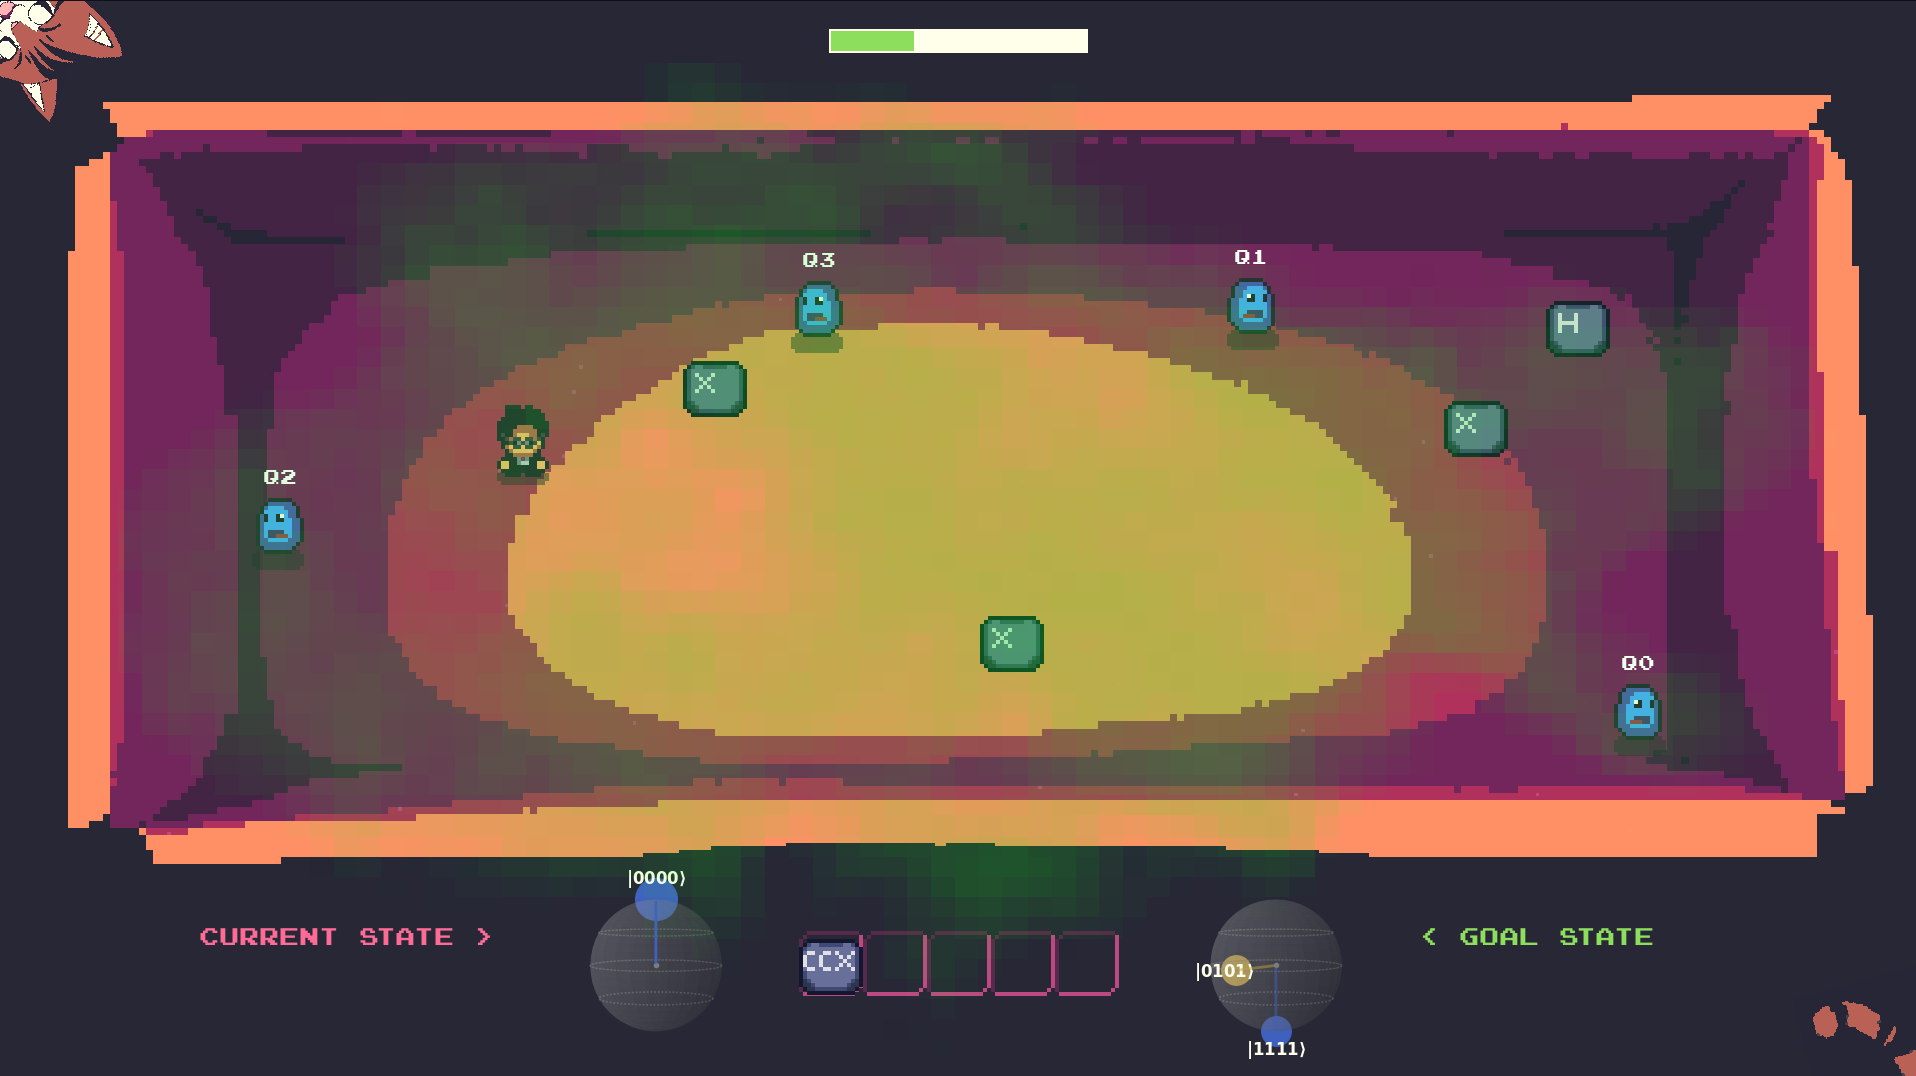 Q3
Q1
H
X
X
Q2
X
Q0
|0000⟩
CURRENT STATE >
CCX
|0101⟩
< GOAL STATE
|1111⟩